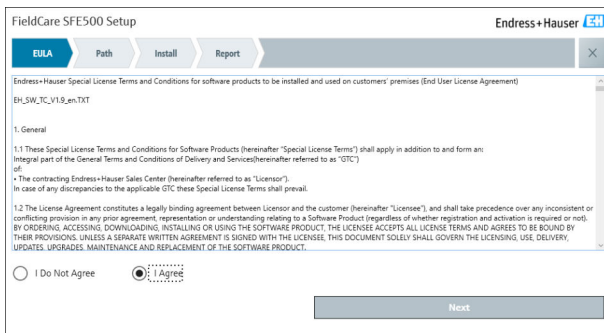 FieldCare SFE500 Setup
Endress+Hauser EH
EULA Path Install Report
Endress+Hauser Special License Terms and Conditions for software products to be installed and used on customers' premises (End User License Agreement)
EH_SW_TC_V1.9_en.TXT
1. General
1.1 These Special License Terms and Conditions for Software Products (hereinafter "Special License Terms") shall apply in addition to and form an:
Integral part of the General Terms and Conditions of Delivery and Services(hereinafter referred to as "GTC")
of:
• The contracting Endress+Hauser Sales Center (hereinafter referred to as "Licensor").
In case of any discrepancies to the applicable GTC these Special License Terms shall prevail.
1.2 The License Agreement constitutes a legally binding agreement between Licensor and the customer (hereinafter "Licensee"), and shall take precedence over any inconsistent or
conflicting provision in any prior agreement, representation or understanding relating to a Software Product (regardless of whether registration and activation is required or not).
BY ORDERING, ACCESSING, DOWNLOADING, INSTALLING OR USING THE SOFTWARE PRODUCT, THE LICENSEE ACCEPTS ALL LICENSE TERMS AND AGREES TO BE BOUND BY
THEIR PROVISIONS. UNLESS A SEPARATE WRITTEN AGREEMENT IS SIGNED WITH THE LICENSEE, THIS DOCUMENT SOLELY SHALL GOVERN THE LICENSING, USE, DELIVERY,
UPDATES, UPGRADES, MAINTENANCE AND REPLACEMENT OF THE SOFTWARE PRODUCT.
I Do Not Agree I Agree
Next